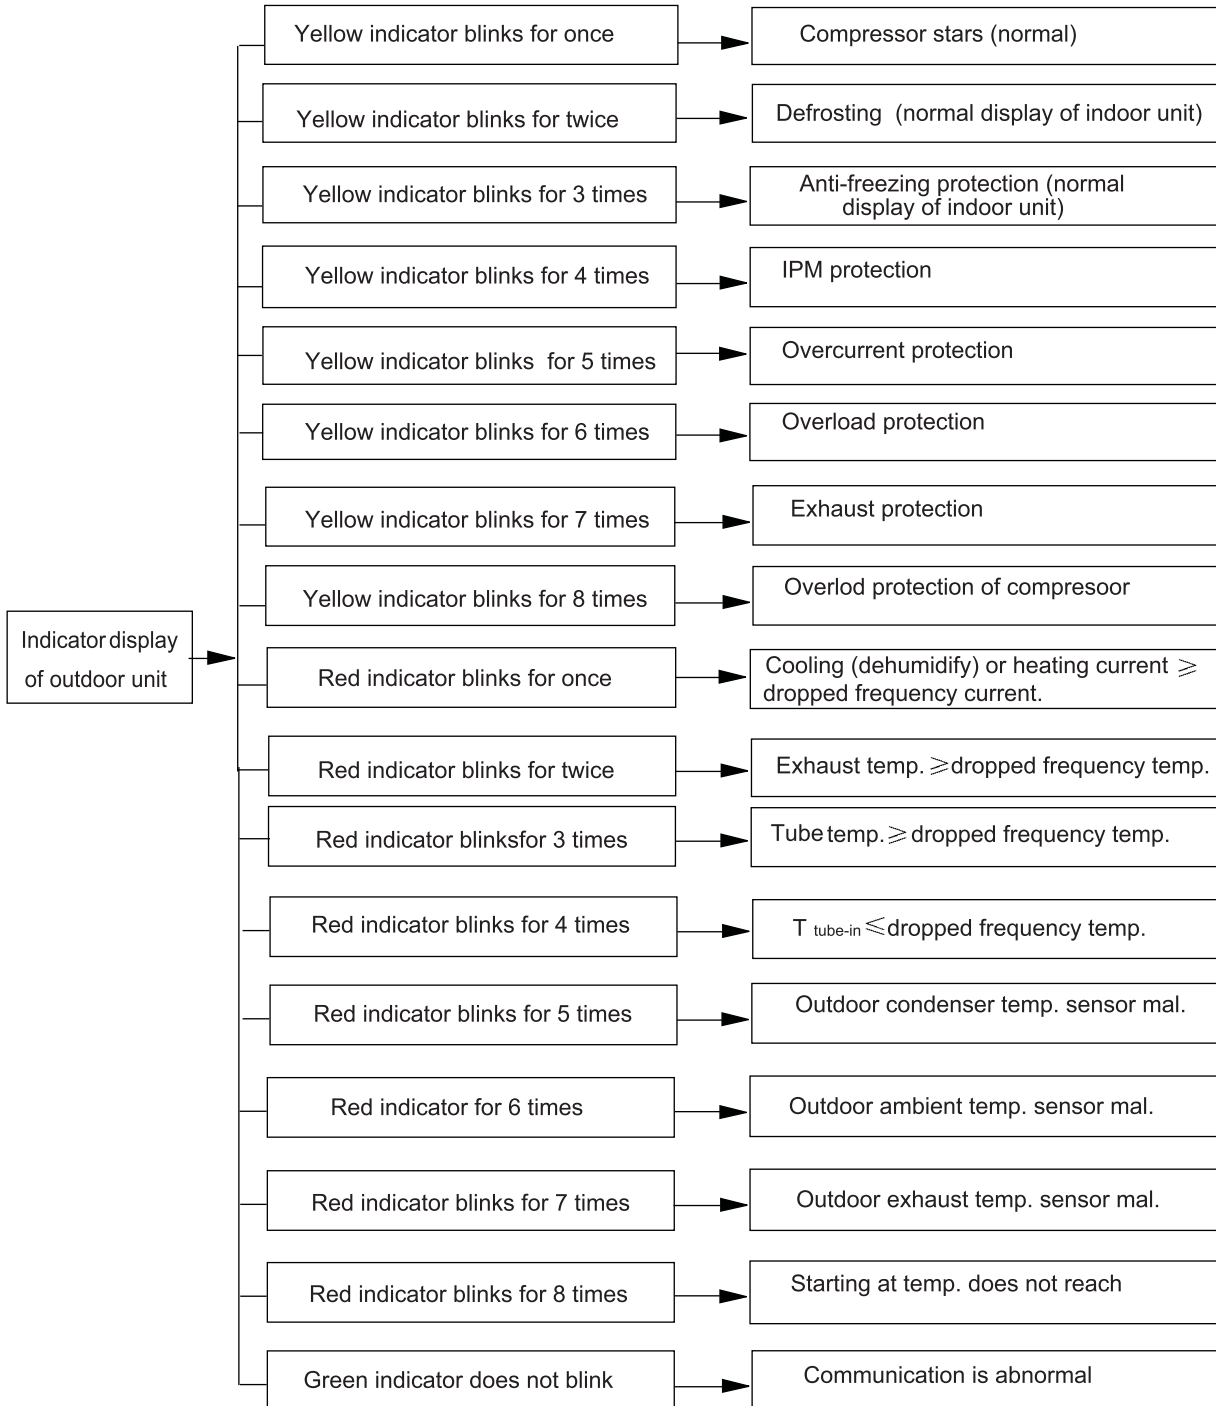 Yellow indicator blinks for once
Compressor stars (normal)
Yellow indicator blinks for twice
Defrosting (normal display of indoor unit)
Yellow indicator blinks for 3 times
Anti-freezing protection (normal
display of indoor unit)
Yellow indicator blinks for 4 times
IPM protection
Yellow indicator blinks for 5 times
Overcurrent protection
Yellow indicator blinks for 6 times
Overload protection
Yellow indicator blinks for 7 times
Exhaust protection
Yellow indicator blinks for 8 times
Overlod protection of compresoor
Indicator display
of outdoor unit
Red indicator blinks for once
Cooling (dehumidify) or heating current ⩾
dropped frequency current.
Red indicator blinks for twice
Exhaust temp. ⩾dropped frequency temp.
Red indicator blinksfor 3 times
Tube temp. ⩾ dropped frequency temp.
Red indicator blinks for 4 times
T tube-in ⩽dropped frequency temp.
Red indicator blinks for 5 times
Outdoor condenser temp. sensor mal.
Red indicator for 6 times
Outdoor ambient temp. sensor mal.
Red indicator blinks for 7 times
Outdoor exhaust temp. sensor mal.
Red indicator blinks for 8 times
Starting at temp. does not reach
Green indicator does not blink
Communication is abnormal